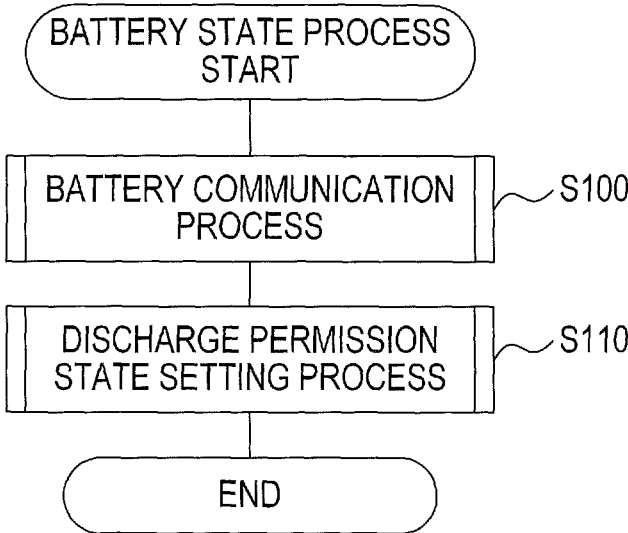 BATTERY STATE PROCESS
START
BATTERY COMMUNICATION
PROCESS
S100
DISCHARGE PERMISSION
STATE SETTING PROCESS
S110
END